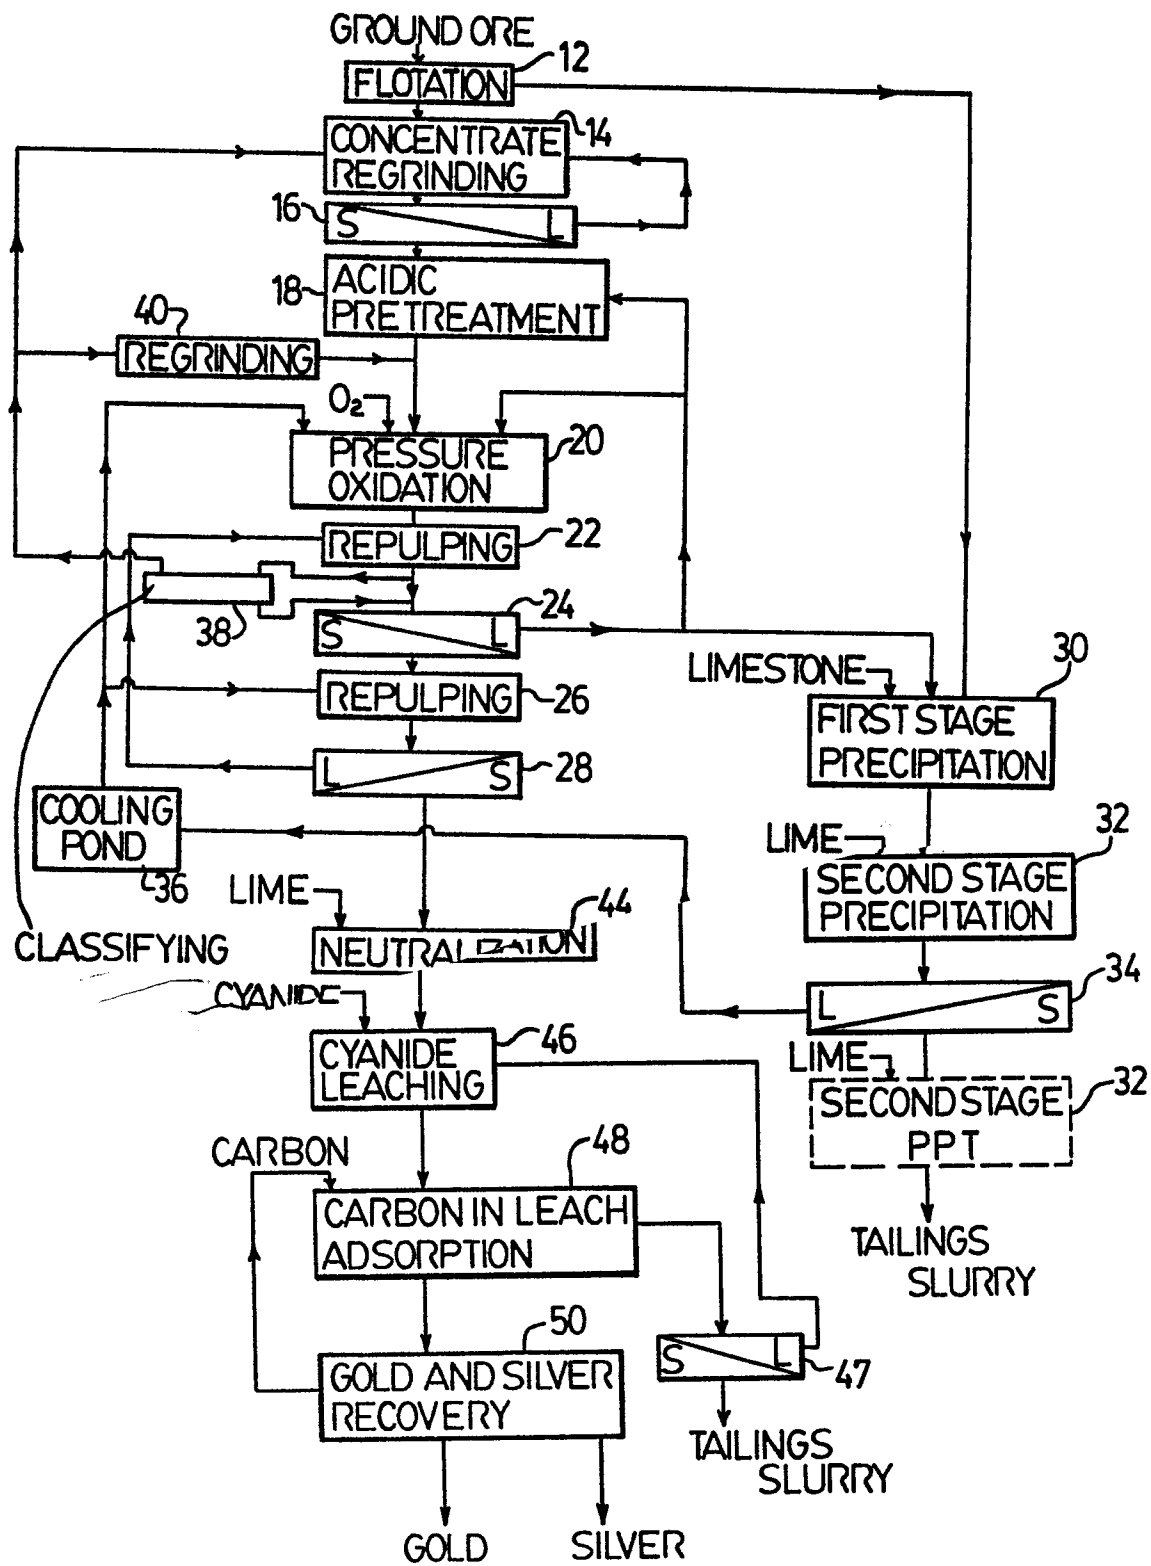 GROUND ORE
12
FLOTATION
14
CONCENTRATE
REGRINDING
16
S
L
18
ACIDIC
PRETREATMENT
40
REGRINDING
O₂
20
PRESSURE
OXIDATION
22
REPULPING
38
24
S
L
LIMESTONE
30
REPULPING
26
FIRST STAGE
PRECIPITATION
L
S
28
COOLING
POND
36
LIME
32
SECOND STAGE
PRECIPITATION
LIME
44
NEUTRALIZATION
CLASSIFYING
34
L
S
CYANIDE
46
CYANIDE
LEACHING
LIME
32
SECOND STAGE
PPT
CARBON
48
CARBON IN LEACH
ADSORPTION
TAILINGS
SLURRY
50
GOLD AND SILVER
RECOVERY
S
L
47
TAILINGS
SLURRY
GOLD
SILVER